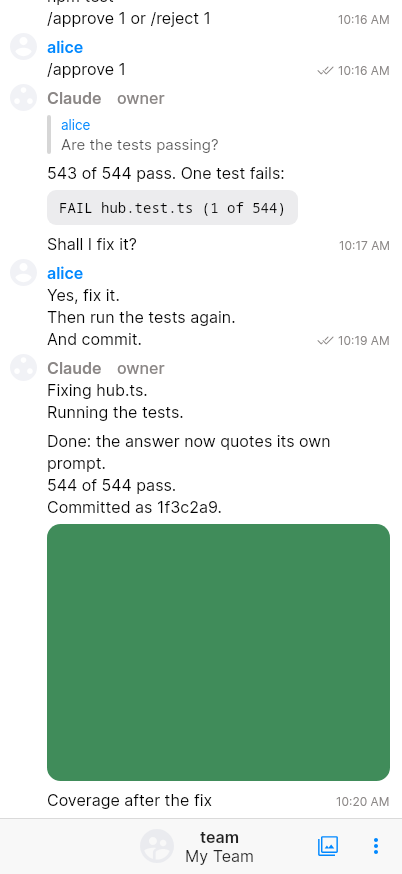 /approve 1 or /reject 1
10:16 AM
alice
/approve 1
10:16 AM
Claude owner
alice
Are the tests passing?
543 of 544 pass. One test fails:
FAIL hub.test.ts (1 of 544)
Shall I fix it?
10:17 AM
alice
Yes, fix it.
Then run the tests again.
And commit.
10:19 AM
Claude owner
Fixing hub.ts.
Running the tests.
Done: the answer now quotes its own
prompt.
544 of 544 pass.
Committed as 1f3c2a9.
Coverage after the fix
10:20 AM
team
My Team